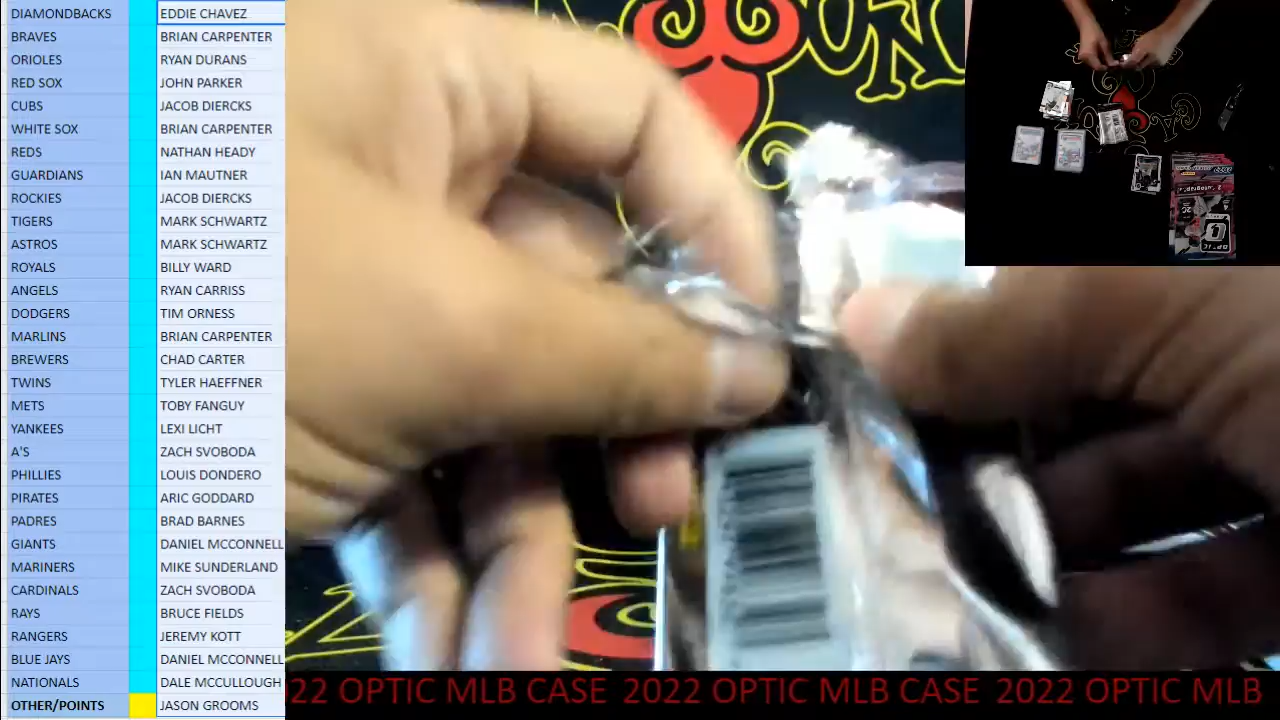 DIAMONDBACKS EDDIE CHAVEZ
BRAVES BRIAN CARPENTER
ORIOLES RYAN DURANS
RED SOX JOHN PARKER
CUBS JACOB DIERCKS
WHITE SOX BRIAN CARPENTER
REDS NATHAN HEADY
GUARDIANS IAN MAUTNER
ROCKIES JACOB DIERCKS
TIGERS MARK SCHWARTZ
ASTROS MARK SCHWARTZ
ROYALS BILLY WARD
ANGELS RYAN CARRISS
DODGERS TIM ORNESS
MARLINS BRIAN CARPENTER
BREWERS CHAD CARTER
TWINS TYLER HAEFFNER
METS TOBY FANGUY
YANKEES LEXI LICHT
A'S ZACH SVOBODA
PHILLIES LOUIS DONDERO
PIRATES ARIC GODDARD
PADRES BRAD BARNES
GIANTS DANIEL MCCONNELL
MARINERS MIKE SUNDERLAND
CARDINALS ZACH SVOBODA
RAYS BRUCE FIELDS
RANGERS JEREMY KOTT
BLUE JAYS DANIEL MCCONNELL
NATIONALS DALE MCCULLOUGH
OTHER/POINTS JASON GROOMS
22 OPTIC MLB CASE 2022 OPTIC MLB CASE 2022 OPTIC MLB